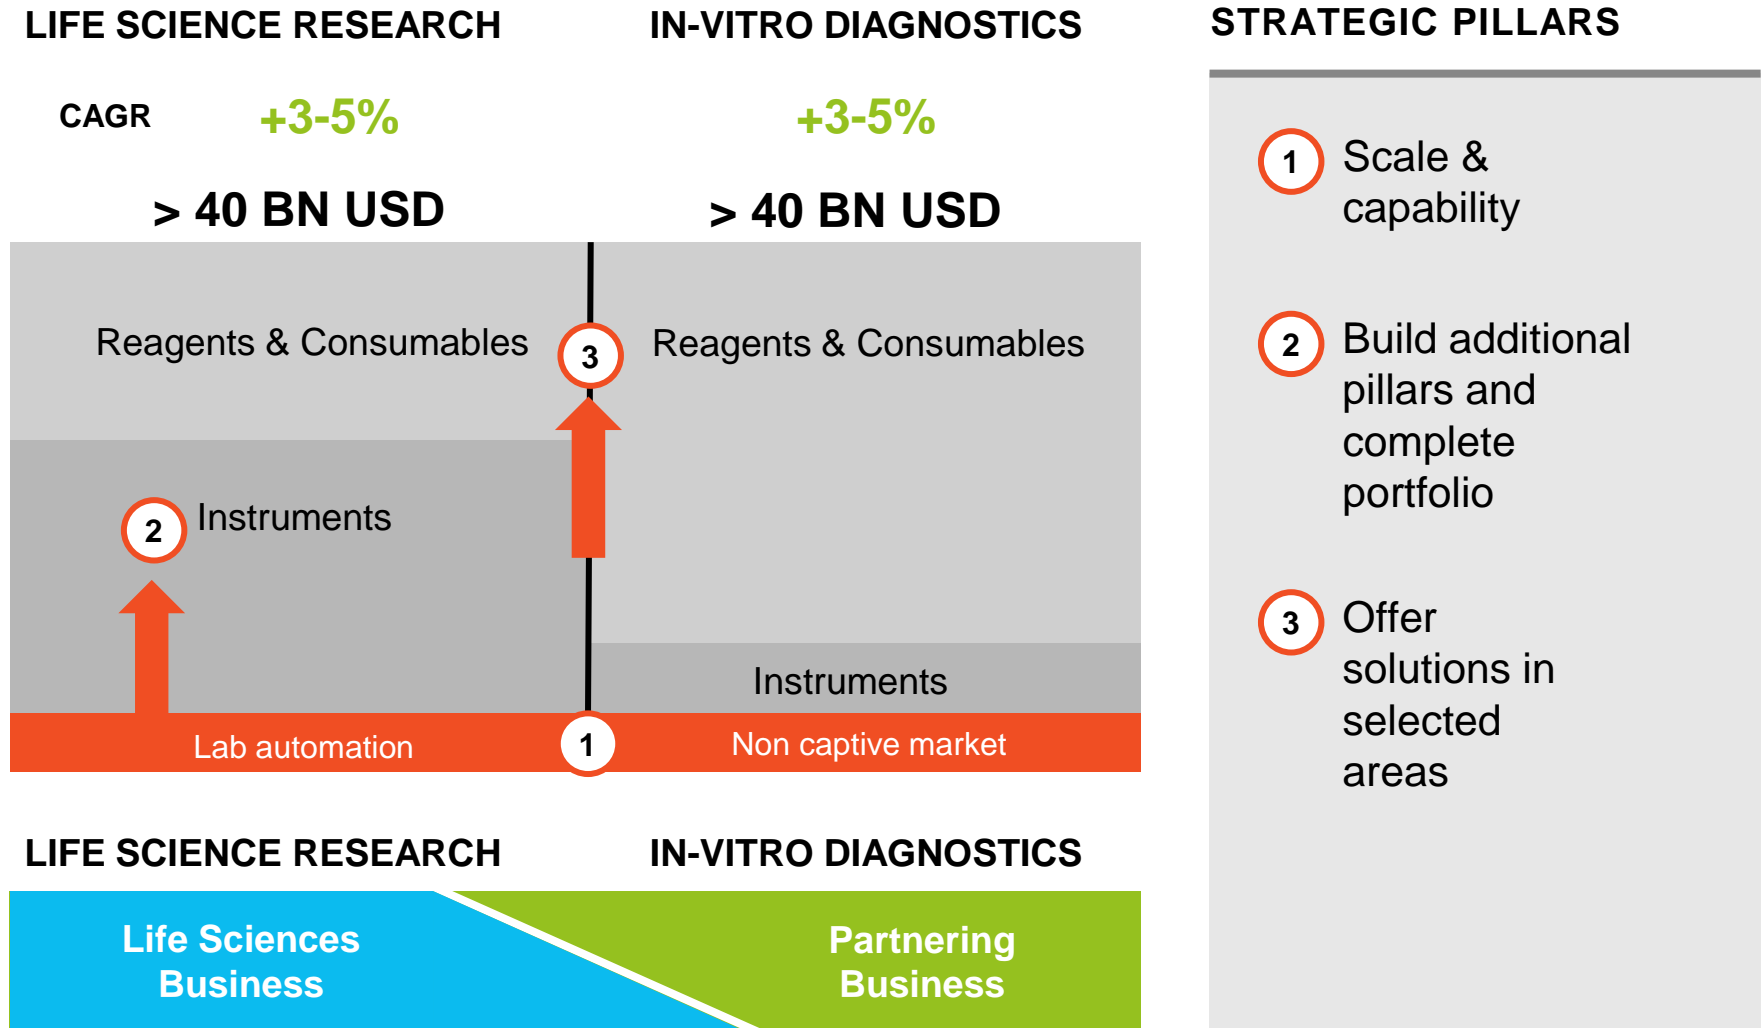 LIFE SCIENCE RESEARCH
IN-VITRO DIAGNOSTICS
CAGR
+3-5%
+3-5%
> 40 BN USD
> 40 BN USD
Reagents & Consumables
3
Reagents & Consumables
2
Instruments
Instruments
Lab automation
1
Non captive market
LIFE SCIENCE RESEARCH
IN-VITRO DIAGNOSTICS
Life Sciences
Business
Partnering
Business
STRATEGIC PILLARS
1
Scale &
capability
2
Build additional
pillars and
complete
portfolio
3
Offer
solutions in
selected
areas